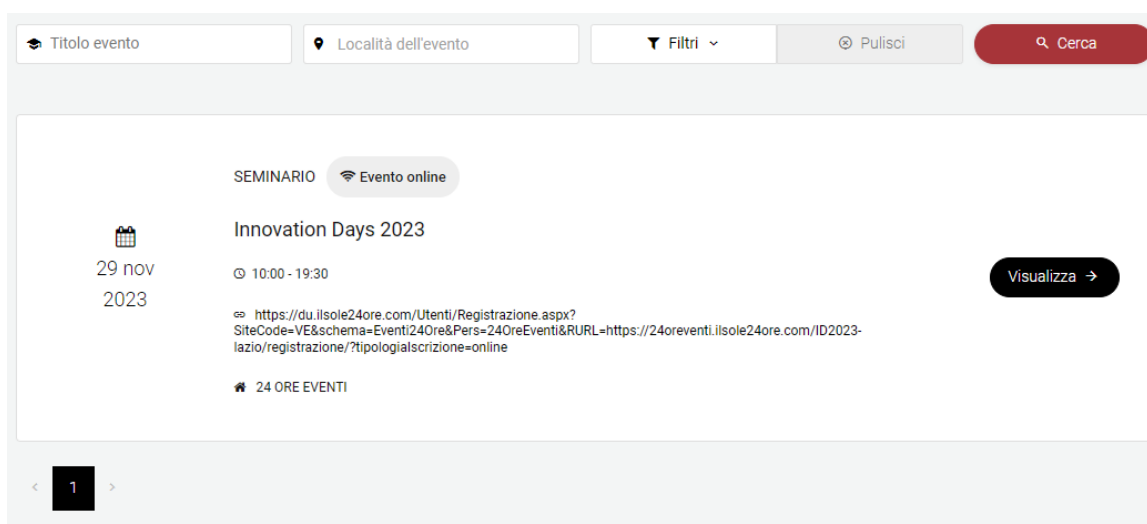 Titolo evento
Località dell'evento
Filtri
Pulisci
Cerca
SEMINARIO
Evento online
Innovation Days 2023
29 nov
2023
10:00 - 19:30
Visualizza
https://du.ilsole24ore.com/Utenti/Registrazione.aspx?
SiteCode=VE&schema=Eventi24Ore&Pers=24OreEventi&RURL=https://24oreventi.ilsole24ore.com/ID2023-
lazio/registrazione/?tipologiaIscrizione=online
24 ORE EVENTI
1